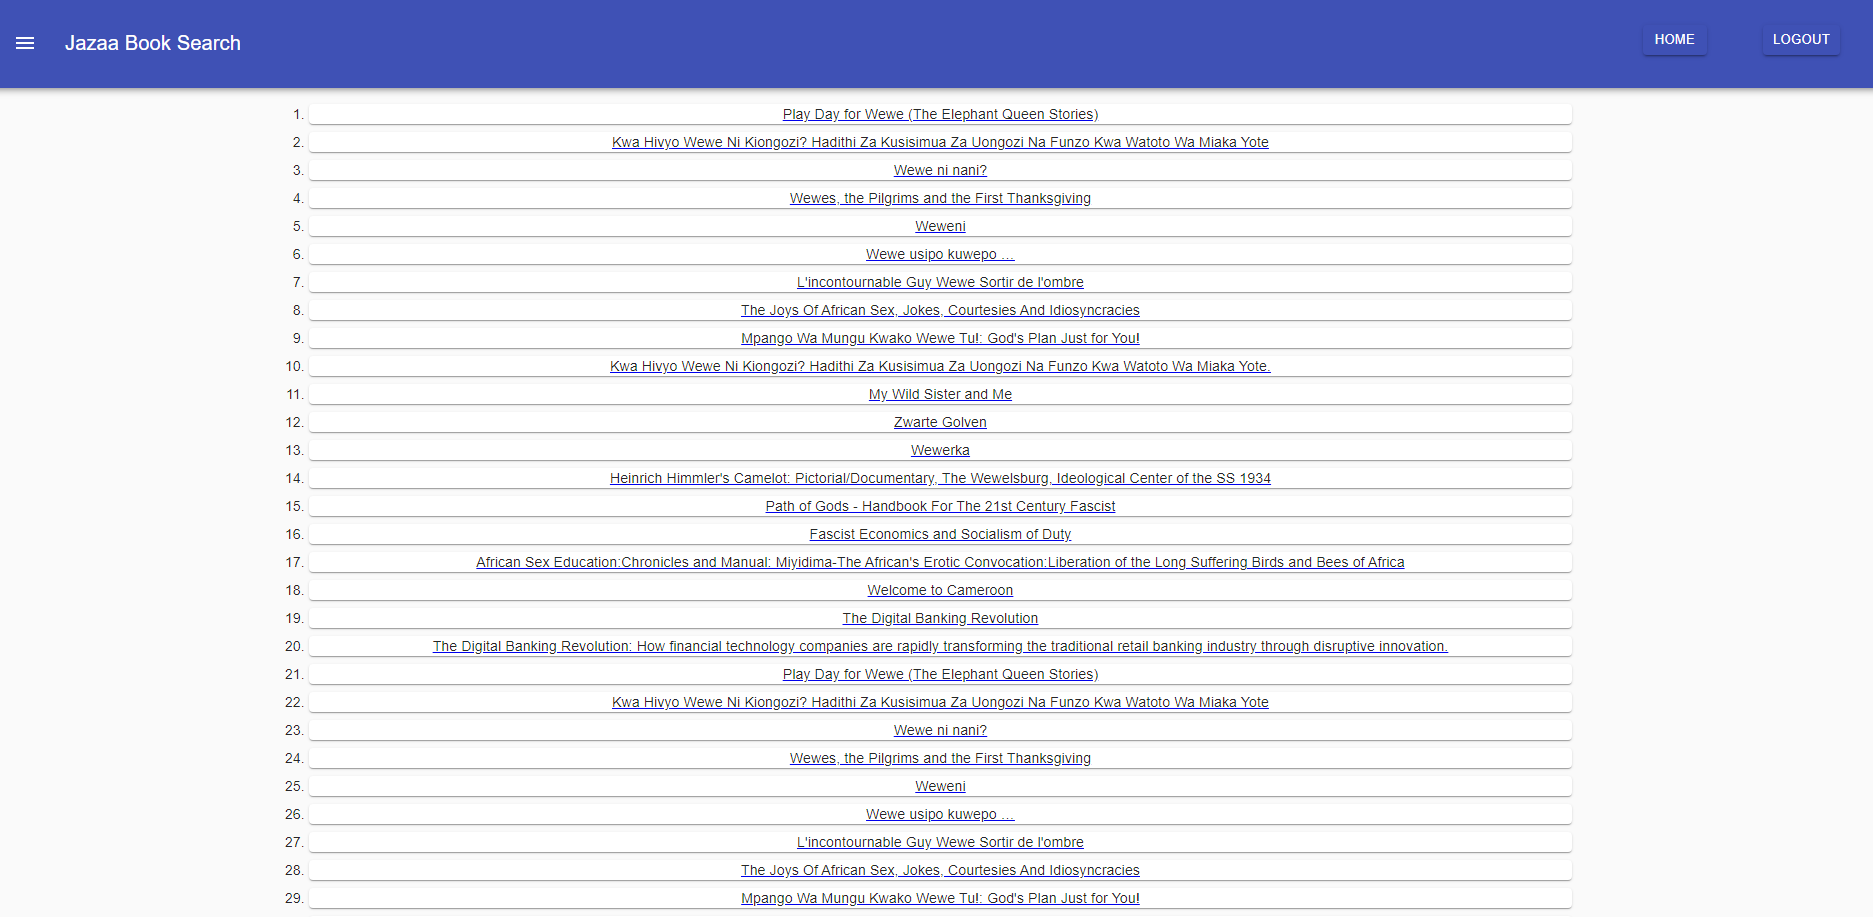 Jazaa Book Search
HOME
LOGOUT
1. Play Day for Wewe (The Elephant Queen Stories)
2. Kwa Hivyo Wewe Ni Kiongozi? Hadithi Za Kusisimua Za Uongozi Na Funzo Kwa Watoto Wa Miaka Yote
3. Wewe ni nani?
4. Wewes, the Pilgrims and the First Thanksgiving
5. Weweni
6. Wewe usipo kuwepo ...
7. L'incontournable Guy Wewe Sortir de l'ombre
8. The Joys Of African Sex, Jokes, Courtesies And Idiosyncracies
9. Mpango Wa Mungu Kwako Wewe Tu!: God's Plan Just for You!
10. Kwa Hivyo Wewe Ni Kiongozi? Hadithi Za Kusisimua Za Uongozi Na Funzo Kwa Watoto Wa Miaka Yote.
11. My Wild Sister and Me
12. Zwarte Golven
13. Wewerka
14. Heinrich Himmler's Camelot: Pictorial/Documentary, The Wewelsburg, Ideological Center of the SS 1934
15. Path of Gods - Handbook For The 21st Century Fascist
16. Fascist Economics and Socialism of Duty
17. African Sex Education:Chronicles and Manual: Miyidima-The African's Erotic Convocation:Liberation of the Long Suffering Birds and Bees of Africa
18. Welcome to Cameroon
19. The Digital Banking Revolution
20. The Digital Banking Revolution: How financial technology companies are rapidly transforming the traditional retail banking industry through disruptive innovation.
21. Play Day for Wewe (The Elephant Queen Stories)
22. Kwa Hivyo Wewe Ni Kiongozi? Hadithi Za Kusisimua Za Uongozi Na Funzo Kwa Watoto Wa Miaka Yote
23. Wewe ni nani?
24. Wewes, the Pilgrims and the First Thanksgiving
25. Weweni
26. Wewe usipo kuwepo ...
27. L'incontournable Guy Wewe Sortir de l'ombre
28. The Joys Of African Sex, Jokes, Courtesies And Idiosyncracies
29. Mpango Wa Mungu Kwako Wewe Tu!: God's Plan Just for You!